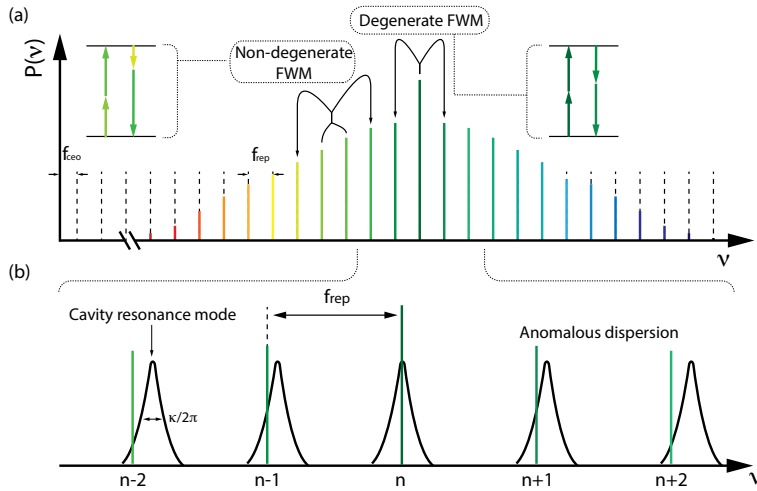 (a)
P(ν)
Non-degenerate
FWM
Degenerate FWM
f_ceo
f_rep
ν
(b)
Cavity resonance mode
f_rep
Anomalous dispersion
κ/2π
n-2
n-1
n
n+1
n+2
ν